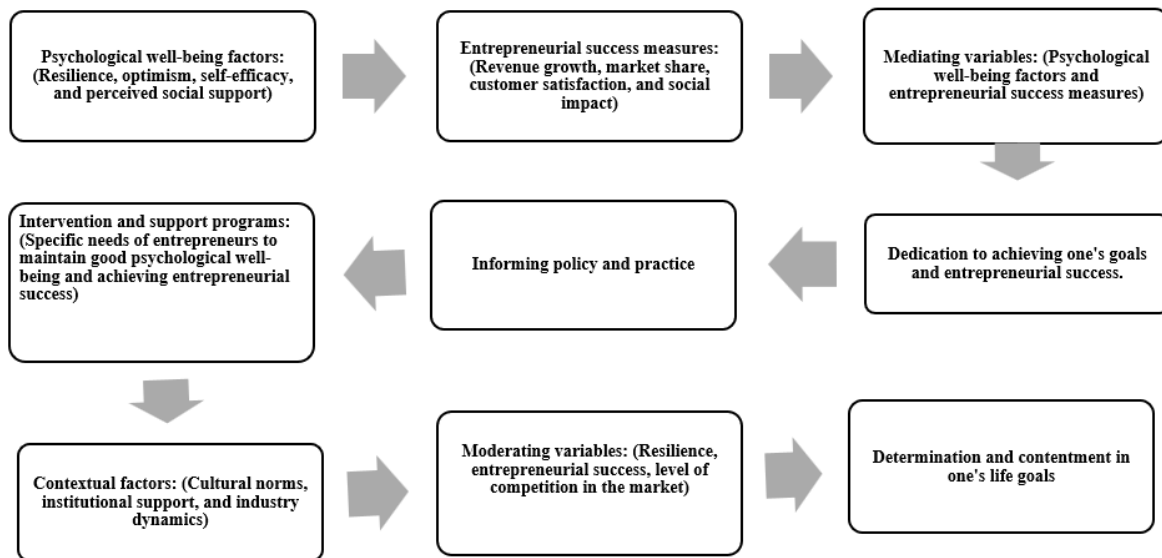 Psychological well-being factors:
(Resilience, optimism, self-efficacy,
and perceived social support)
Entrepreneurial success measures:
(Revenue growth, market share,
customer satisfaction, and social
impact)
Mediating variables: (Psychological
well-being factors and
entrepreneurial success measures)
Dedication to achieving one's goals
and entrepreneurial success.
Informing policy and practice
Intervention and support programs:
(Specific needs of entrepreneurs to
maintain good psychological well-
being and achieving entrepreneurial
success)
Contextual factors: (Cultural norms,
institutional support, and industry
dynamics)
Moderating variables: (Resilience,
entrepreneurial success, level of
competition in the market)
Determination and contentment in
one's life goals